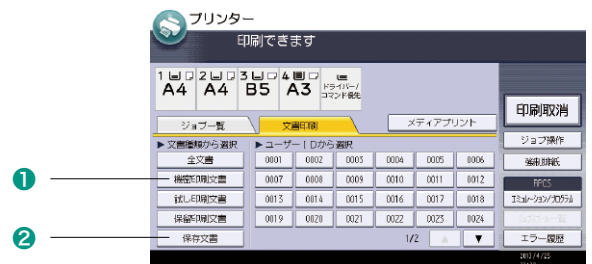 プリンター
印刷できます
1 2 3 4
A4 A4 B5 A3 ドライバー/
コマンド優先
印刷取消
ジョブ一覧 文書印刷 メディアプリント
ジョブ操作
▶文書種類から選択 ▶ユーザーIDから選択
全文書 0001 0002 0003 0004 0005 0006 強制排紙
❶ 機密印刷文書 0007 0008 0009 0010 0011 0012 RPCS
試し印刷文書 0013 0014 0015 0016 0017 0018 エミュレーション/プログラム
保留印刷文書 0019 0020 0021 0022 0023 0024
❷ 保存文書 1/2 ▲ ▼ エラー履歴